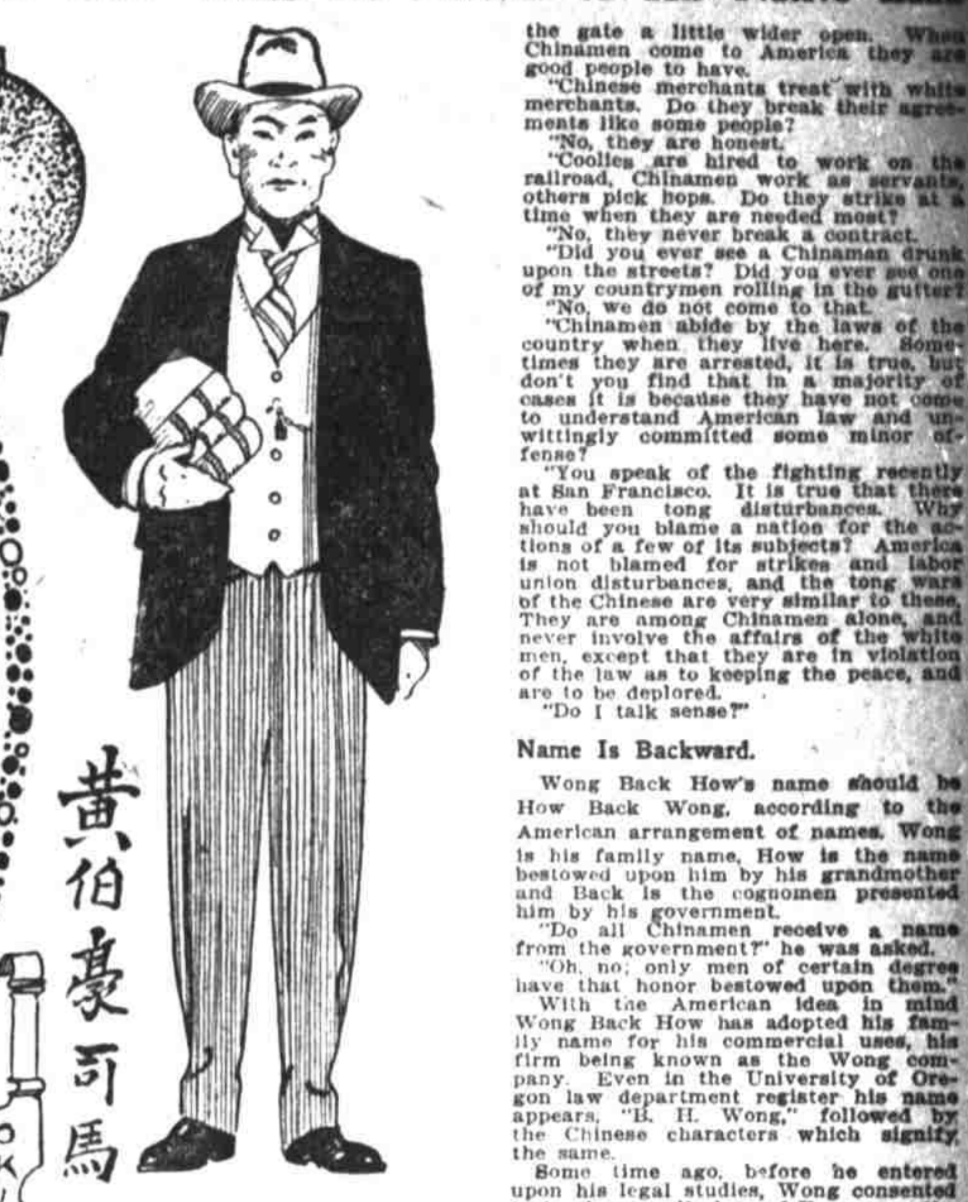 the gate a little wider open. When
Chinamen come to America they are
good people to have.
"Chinese merchants treat with white
merchants. Do they break their agree-
ments like some people?
"No, they are honest.
"Coolies are hired to work on the
railroad, Chinamen work as servants,
others pick hops. Do they strike at a
time when they are needed most?
"No, they never break a contract.
"Did you ever see a Chinaman drunk
upon the streets? Did you ever see one
of my countrymen rolling in the gutter?
"No, we do not come to that.
"Chinamen abide by the laws of the
country when they live here. Some-
times they are arrested, it is true, but
don't you find that in a majority of
cases it is because they have not come
to understand American law and un-
wittingly committed some minor of-
fense?
"You speak of the fighting recently
at San Francisco. It is true that there
have been tong disturbances. Why
should you blame a nation for the ac-
tions of a few of its subjects? America
is not blamed for strikes and labor
union disturbances, and the tong wars
of the Chinese are very similar to these.
They are among Chinamen alone, and
never involve the affairs of the white
men, except that they are in violation
of the law as to keeping the peace, and
are to be deplored.
"Do I talk sense?"
Name Is Backward.
Wong Back How's name should be
How Back Wong, according to the
American arrangement of names. Wong
is his family name, How is the name
bestowed upon him by his grandmother
and Back is the cognomen presented
him by his government.
"Do all Chinamen receive a name
from the government?" he was asked.
"Oh, no; only men of certain degree
have that honor bestowed upon them."
With the American idea in mind
Wong Back How has adopted his fam-
ily name for his commercial uses, his
firm being known as the Wong com-
pany. Even in the University of Ore-
gon law department register his name
appears, "B. H. Wong," followed by
the Chinese characters which signify
the same.
Some time ago, before he entered
upon his legal studies, Wong consented
黄伯豪司馬